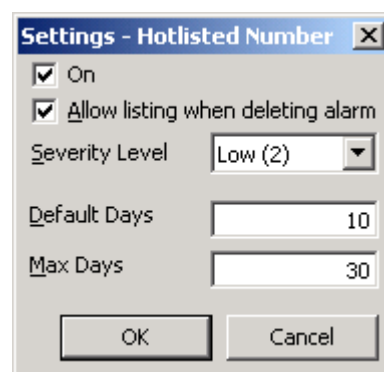 Settings - Hotlisted Number
On
Allow listing when deleting alarm
Severity Level Low (2)
Default Days 10
Max Days 30
OK Cancel